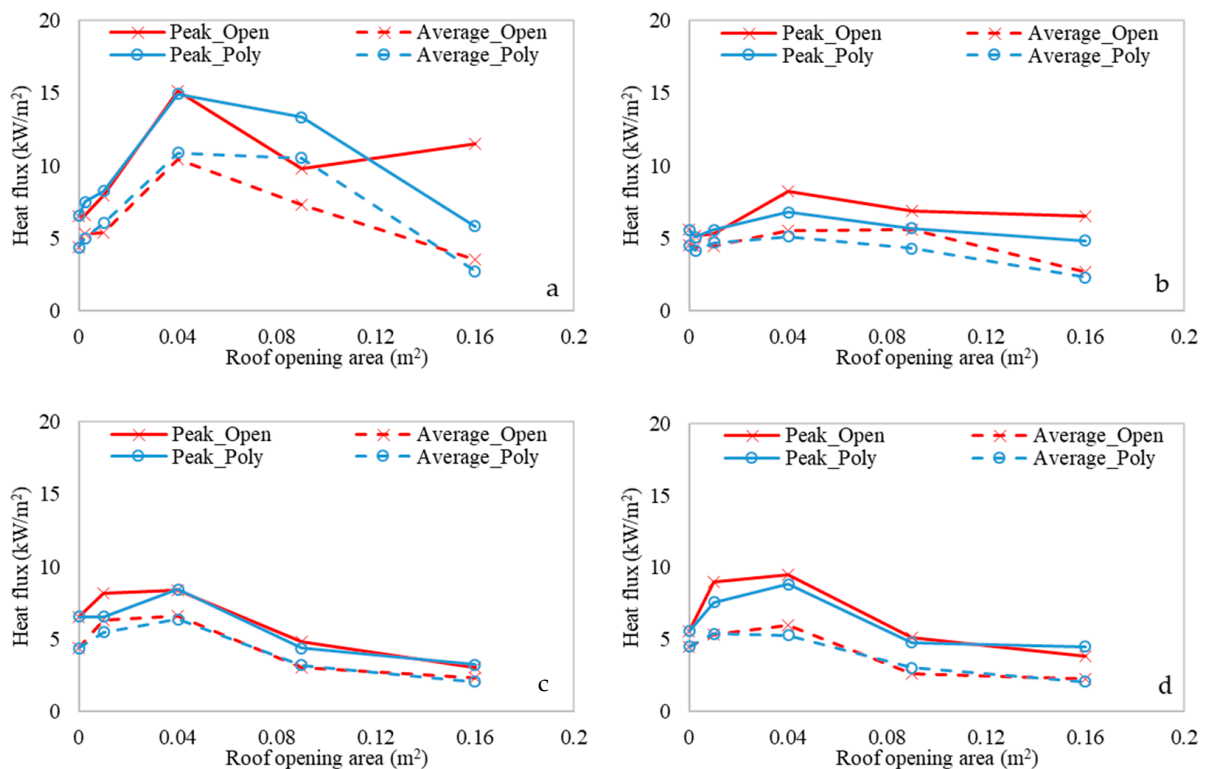 20
Peak_Open
Average_Open
Peak_Poly
Average_Poly
15
10
5
0
Heat flux (kW/m²)
a
0 0.04 0.08 0.12 0.16 0.2
Roof opening area (m²)
20
Peak_Open
Average_Open
Peak_Poly
Average_Poly
15
10
5
0
Heat flux (kW/m²)
b
0 0.04 0.08 0.12 0.16 0.2
Roof opening area (m²)
20
Peak_Open
Average_Open
Peak_Poly
Average_Poly
15
10
5
0
Heat flux (kW/m²)
c
0 0.04 0.08 0.12 0.16 0.2
Roof opening area (m²)
20
Peak_Open
Average_Open
Peak_Poly
Average_Poly
15
10
5
0
Heat flux (kW/m²)
d
0 0.04 0.08 0.12 0.16 0.2
Roof opening area (m²)